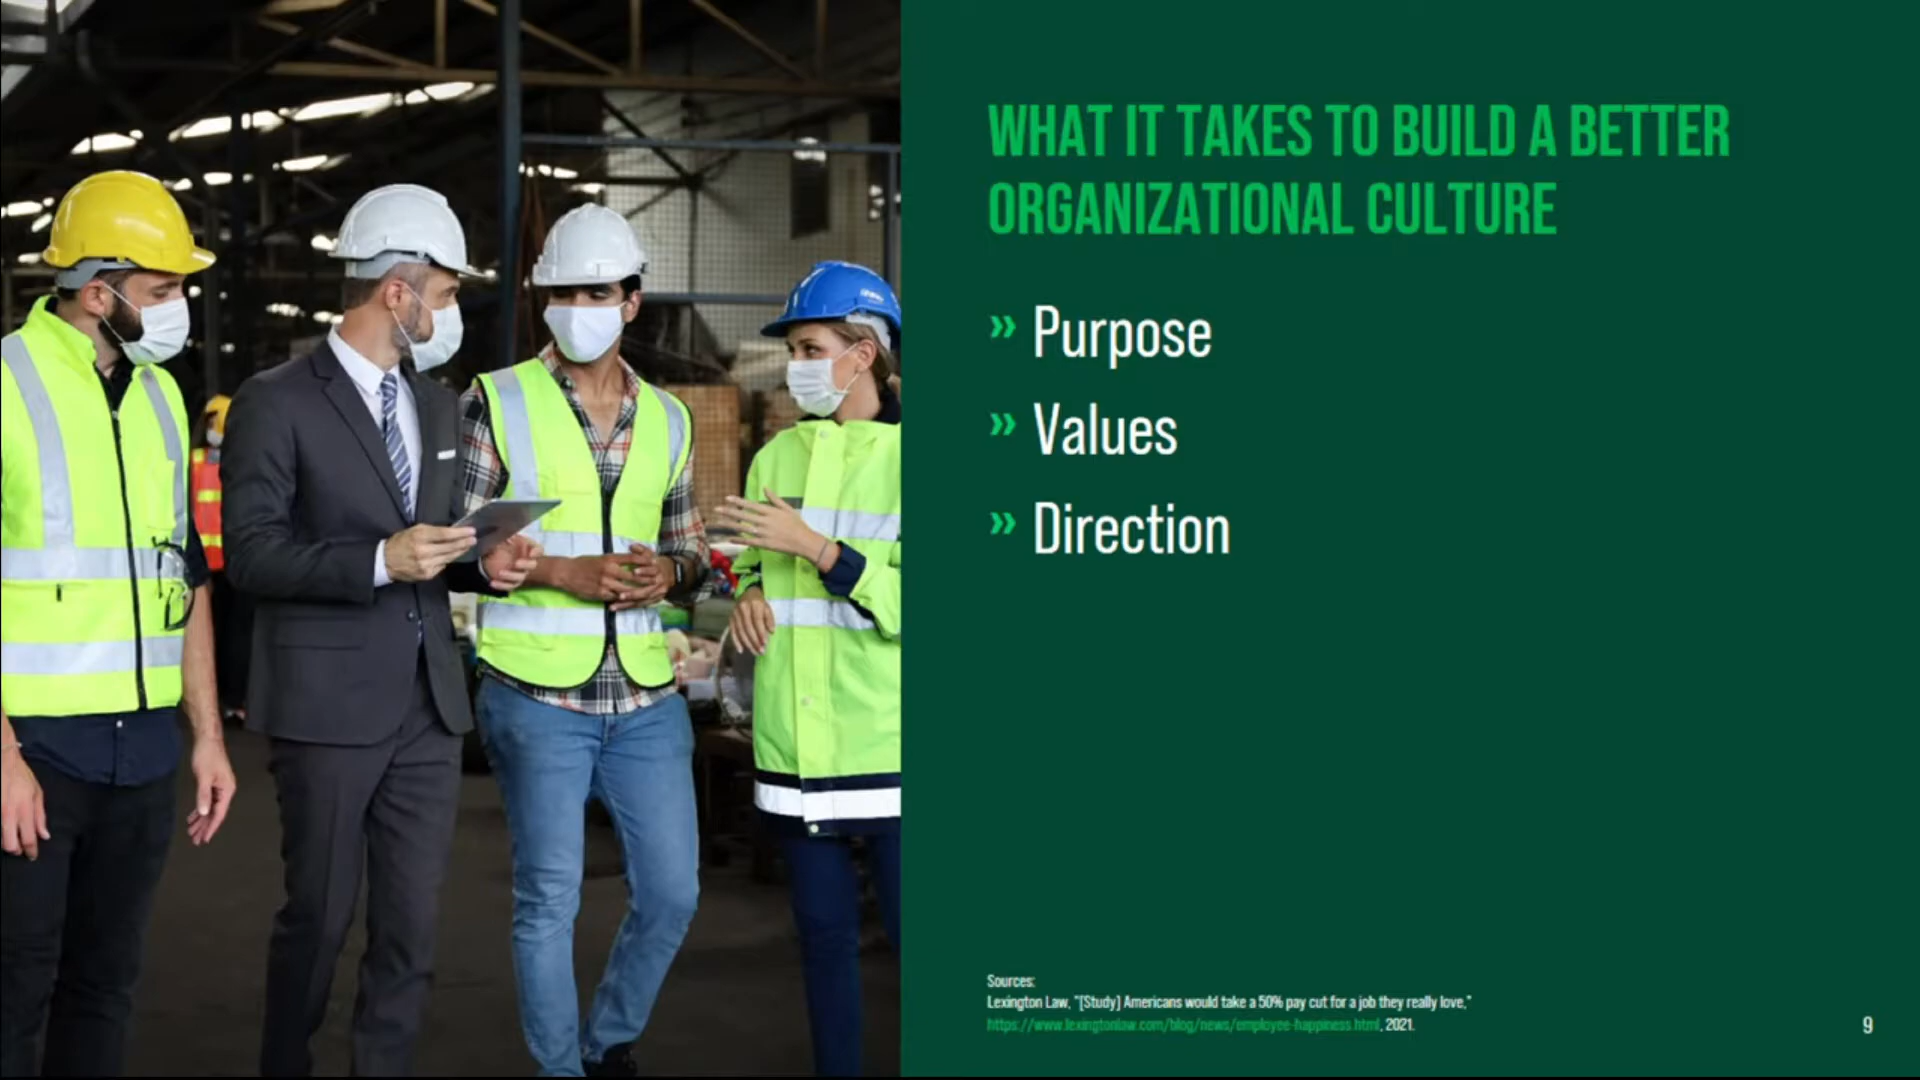 WHAT IT TAKES TO BUILD A BETTER
ORGANIZATIONAL CULTURE
» Purpose
» Values
» Direction
Sources:
Lexington Law, "[Study] Americans would take a 50% pay cut for a job they really love,"
https://www.lexingtonlaw.com/blog/news/employee-happiness.html, 2021.
9